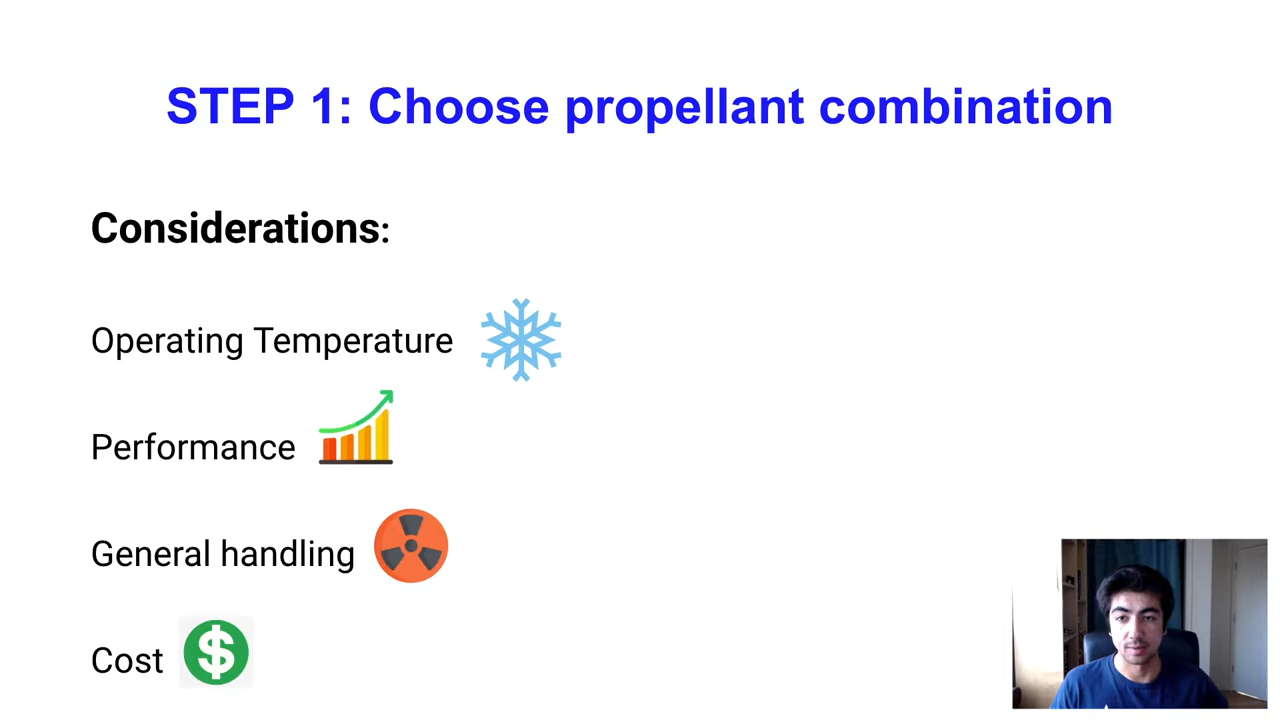 STEP 1: Choose propellant combination
Considerations:
Operating Temperature
Performance
General handling
Cost
$